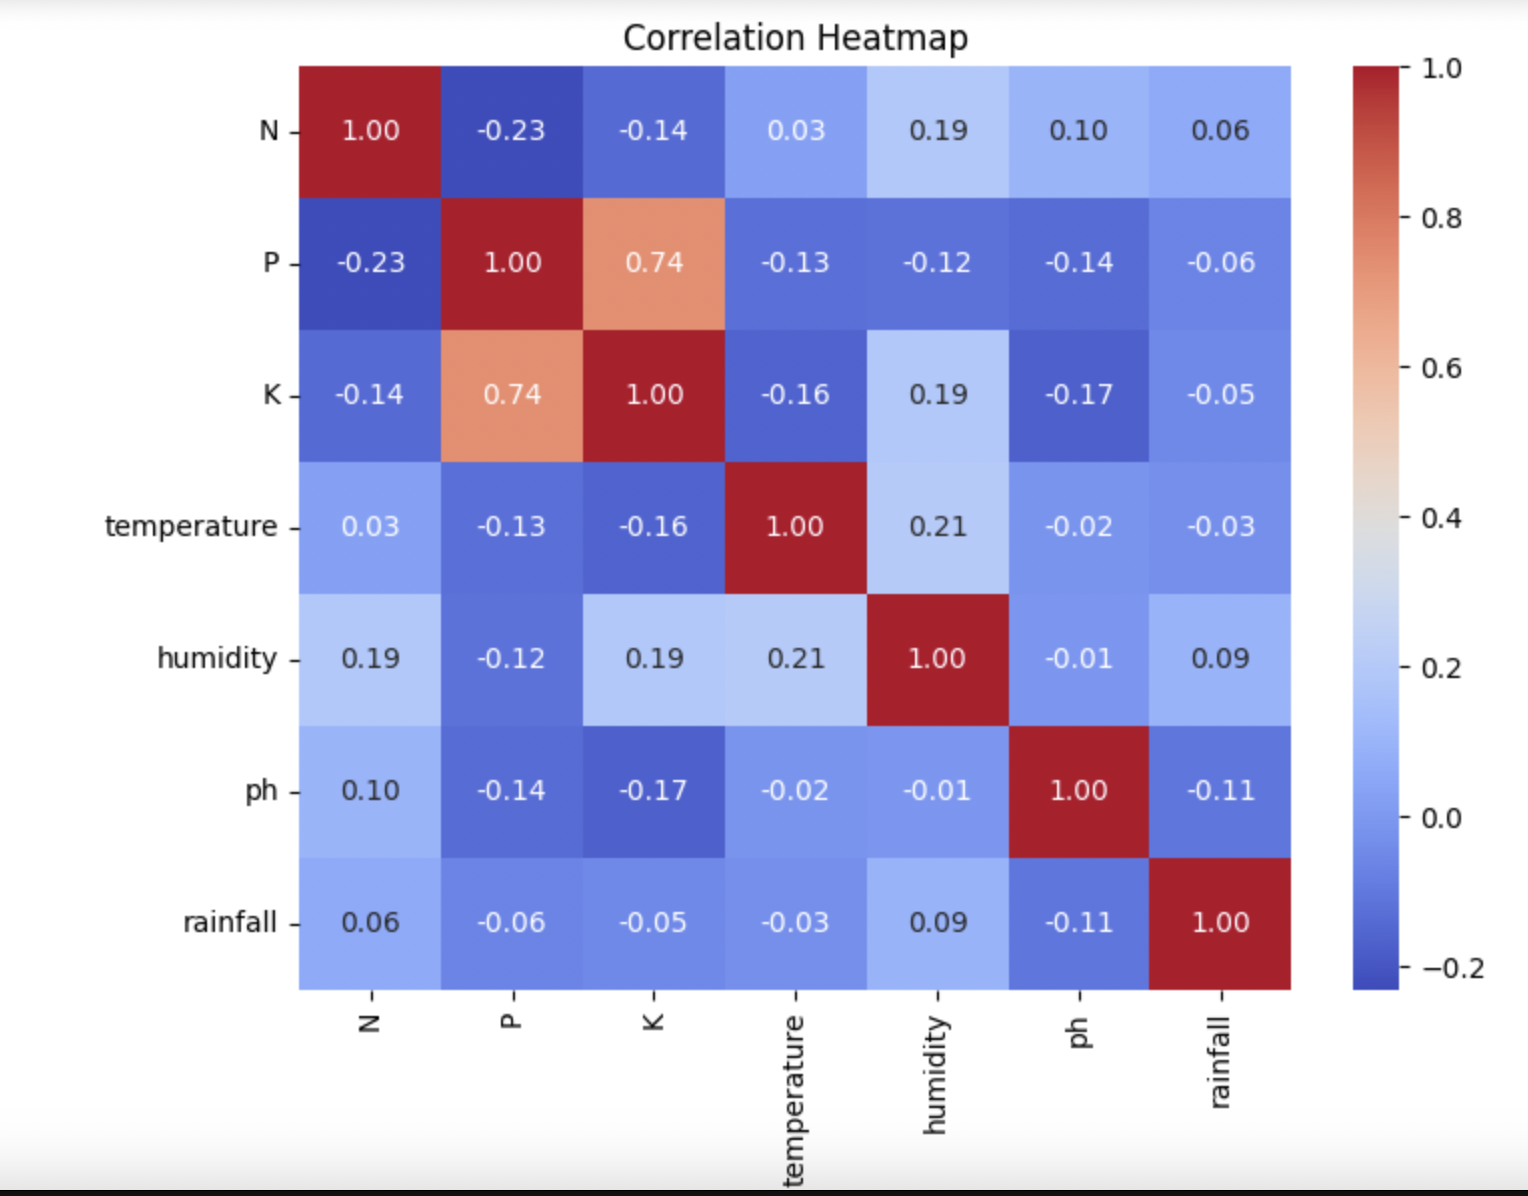 Correlation Heatmap
N 1.00 -0.23 -0.14 0.03 0.19 0.10 0.06
P -0.23 1.00 0.74 -0.13 -0.12 -0.14 -0.06
K -0.14 0.74 1.00 -0.16 0.19 -0.17 -0.05
temperature 0.03 -0.13 -0.16 1.00 0.21 -0.02 -0.03
humidity 0.19 -0.12 0.19 0.21 1.00 -0.01 0.09
ph 0.10 -0.14 -0.17 -0.02 -0.01 1.00 -0.11
rainfall 0.06 -0.06 -0.05 -0.03 0.09 -0.11 1.00
N P K temperature humidity ph rainfall
1.0
0.8
0.6
0.4
0.2
0.0
−0.2